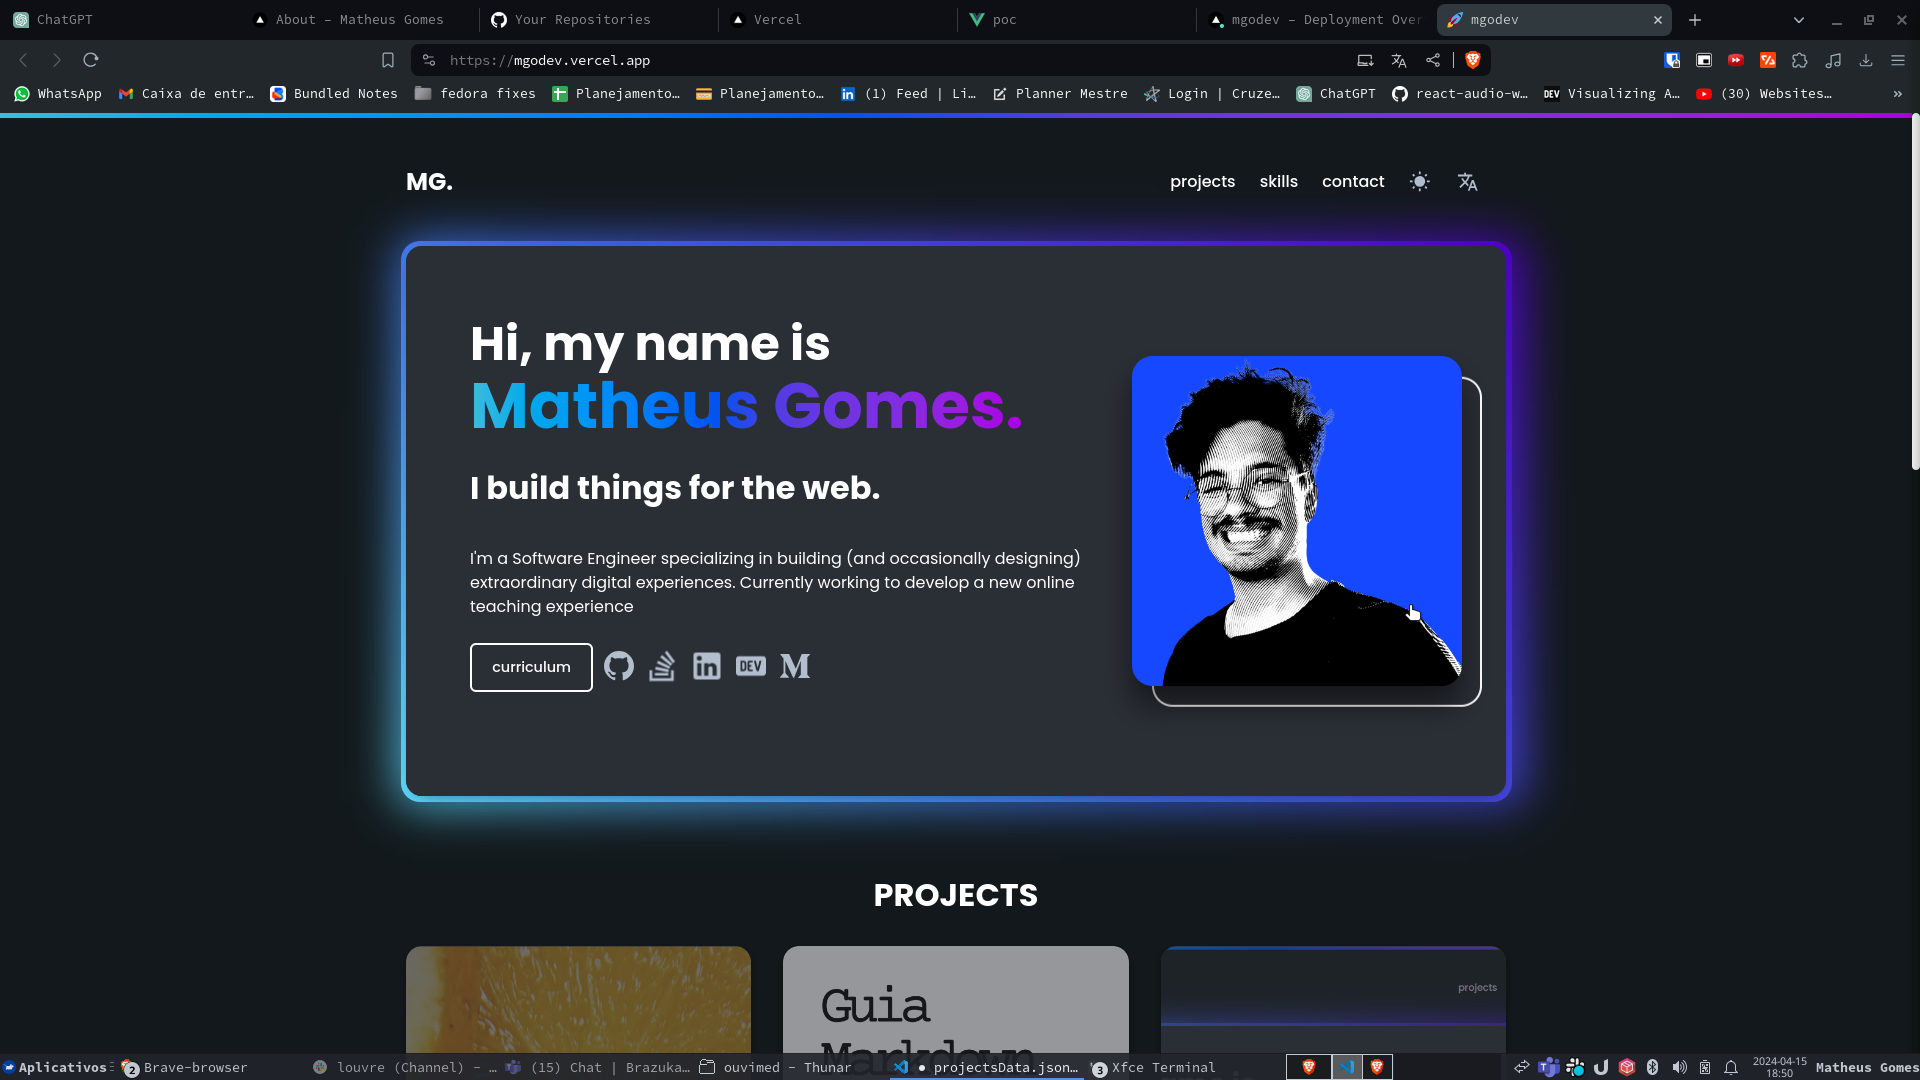 ChatGPT
About – Matheus Gomes
Your Repositories
Vercel
poc
mgodev – Deployment Over
mgodev
https://mgodev.vercel.app
WhatsApp
Caixa de entr…
Bundled Notes
fedora fixes
Planejamento…
Planejamento…
(1) Feed | Li…
Planner Mestre
Login | Cruze…
ChatGPT
react-audio-w…
DEV
Visualizing A…
(30) Websites…
»
MG.
projects
skills
contact
Hi, my name is
Matheus Gomes.
I build things for the web.
I'm a Software Engineer specializing in building (and occasionally designing)
extraordinary digital experiences. Currently working to develop a new online
teaching experience
curriculum
DEV
PROJECTS
Guia
Markdown
projects
Aplicativos
2
Brave-browser
louvre (Channel) – …
(15) Chat | Brazuka…
ouvimed – Thunar
● projectsData.json…
3
Xfce Terminal
2024-04-15
18:50
Matheus Gomes